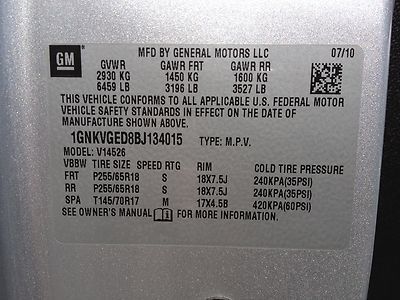 GM
MFD BY GENERAL MOTORS LLC 07/10
GVWR GAWR FRT GAWR RR
2930 KG 1450 KG 1600 KG
6459 LB 3196 LB 3527 LB
THIS VEHICLE CONFORMS TO ALL APPLICABLE U.S. FEDERAL MOTOR
VEHICLE SAFETY STANDARDS IN EFFECT ON THE DATE OF
MANUFACTURE SHOWN ABOVE.
1GNKVGED8BJ134015 TYPE: M.P.V.
MODEL: V14526
VBBW TIRE SIZE SPEED RTG RIM COLD TIRE PRESSURE
FRT P255/65R18 S 18X7.5J 240KPA(35PSI)
RR P255/65R18 S 18X7.5J 240KPA(35PSI)
SPA T145/70R17 M 17X4.5B 420KPA(60PSI)
SEE OWNER'S MANUAL FOR MORE INFORMATION.